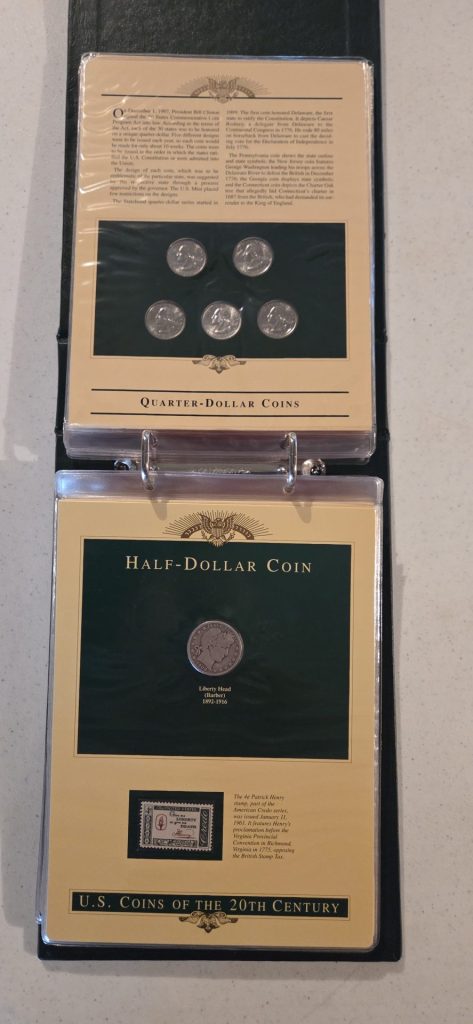 On December 1, 1997, President Bill Clinton
signed the 50 States Commemorative Coin
Program Act into law. According to the terms of
the Act, each of the 50 states was to be honored
on a unique quarter-dollar. Five different designs
were to be issued each year, as each coin would
be made for only about 10 weeks. The coins were
to be issued in the order in which the states rati-
fied the U.S. Constitution or were admitted into
the Union.
The design of each coin, which was to be
emblematic of the particular state, was suggested
by the respective state through a process
approved by the governor. The U.S. Mint placed
few restrictions on the designs.
The Statehood quarter-dollar series started in
1999. The first coin honored Delaware, the first
state to ratify the Constitution. It depicts Caesar
Rodney, a delegate from Delaware to the
Continental Congress in 1776. He rode 80 miles
on horseback from Delaware to cast the decid-
ing vote for the Declaration of Independence in
July 1776.
The Pennsylvania coin shows the state outline
and state symbols; the New Jersey coin features
George Washington leading his troops across the
Delaware River to defeat the British in December
1776; the Georgia coin displays state symbols;
and the Connecticut coin depicts the Charter Oak
tree that allegedly hid Connecticut's charter in
1687 from the British, who had demanded its sur-
render to the King of England.
QUARTER-DOLLAR COINS
HALF-DOLLAR COIN
Liberty Head
(Barber)
1892-1916
UNITED STATES
Give me
LIBERTY
or give me
DEATH
Credo
The 4¢ Patrick Henry
stamp, part of the
American Credo series,
was issued January 11,
1961. It features Henry's
proclamation before the
Virginia Provincial
Convention in Richmond,
Virginia in 1775, opposing
the British Stamp Tax.
U.S. COINS OF THE 20TH CENTURY